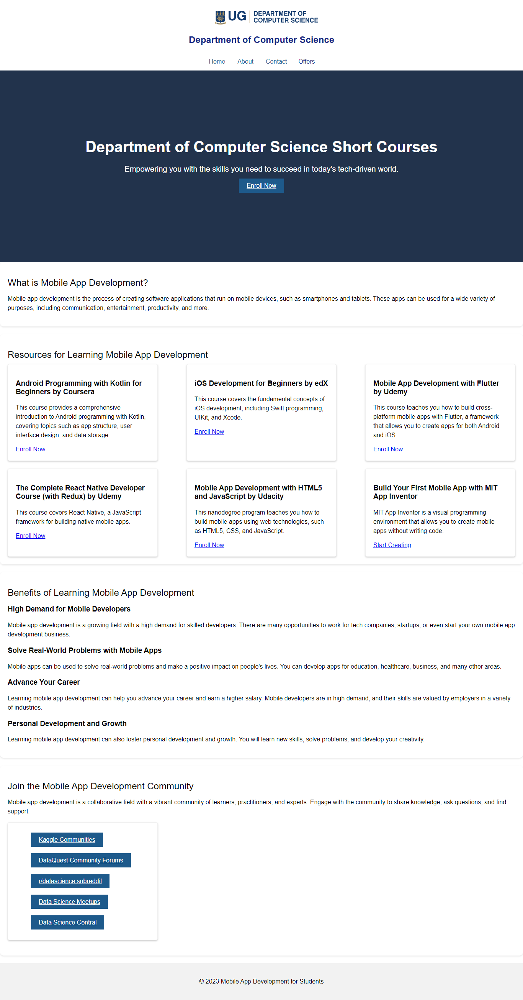 UG
DEPARTMENT OF
COMPUTER SCIENCE
Department of Computer Science
Home About Contact Offers
Department of Computer Science Short Courses
Empowering you with the skills you need to succeed in today's tech-driven world.
Enroll Now
What is Mobile App Development?
Mobile app development is the process of creating software applications that run on mobile devices, such as smartphones and tablets. These apps can be used for a wide variety of
purposes, including communication, entertainment, productivity, and more.
Resources for Learning Mobile App Development
Android Programming with Kotlin for
Beginners by Coursera
This course provides a comprehensive
introduction to Android programming with Kotlin,
covering topics such as app structure, user
interface design, and data storage.
Enroll Now
iOS Development for Beginners by edX
This course covers the fundamental concepts of
iOS development, including Swift programming,
UIKit, and Xcode.
Enroll Now
Mobile App Development with Flutter
by Udemy
This course teaches you how to build cross-
platform mobile apps with Flutter, a framework
that allows you to create apps for both Android
and iOS.
Enroll Now
The Complete React Native Developer
Course (with Redux) by Udemy
This course covers React Native, a JavaScript
framework for building native mobile apps.
Enroll Now
Mobile App Development with HTML5
and JavaScript by Udacity
This nanodegree program teaches you how to
build mobile apps using web technologies, such
as HTML5, CSS, and JavaScript.
Enroll Now
Build Your First Mobile App with MIT
App Inventor
MIT App Inventor is a visual programming
environment that allows you to create mobile
apps without writing code.
Start Creating
Benefits of Learning Mobile App Development
High Demand for Mobile Developers
Mobile app development is a growing field with a high demand for skilled developers. There are many opportunities to work for tech companies, startups, or even start your own mobile app
development business.
Solve Real-World Problems with Mobile Apps
Mobile apps can be used to solve real-world problems and make a positive impact on people's lives. You can develop apps for education, healthcare, business, and many other areas.
Advance Your Career
Learning mobile app development can help you advance your career and earn a higher salary. Mobile developers are in high demand, and their skills are valued by employers in a variety
of industries.
Personal Development and Growth
Learning mobile app development can also foster personal development and growth. You will learn new skills, solve problems, and develop your creativity.
Join the Mobile App Development Community
Mobile app development is a collaborative field with a vibrant community of learners, practitioners, and experts. Engage with the community to share knowledge, ask questions, and find
support.
Kaggle Communities
DataQuest Community Forums
r/datascience subreddit
Data Science Meetups
Data Science Central
© 2023 Mobile App Development for Students